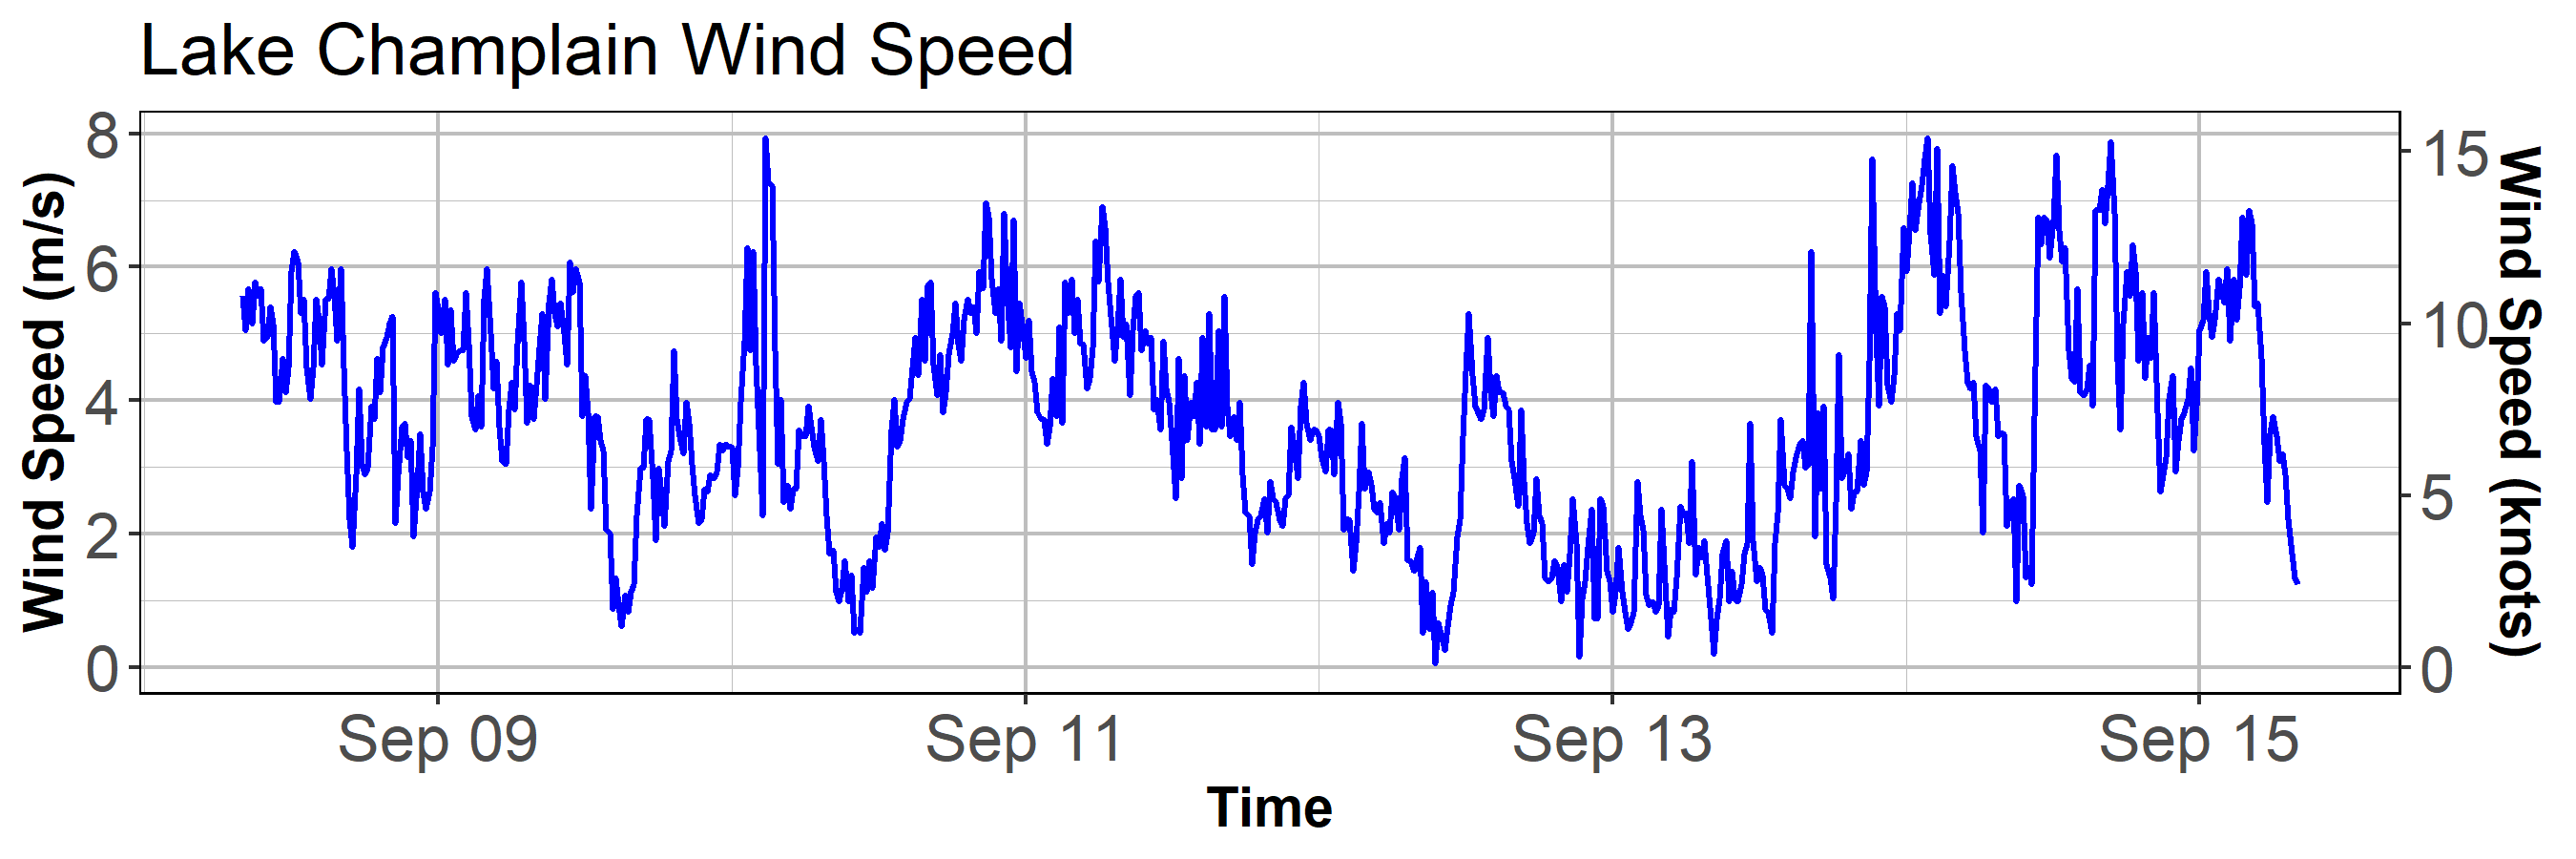 Lake Champlain Wind Speed
Wind Speed (m/s)
8
6
4
2
0
15
10
5
0
Wind Speed (knots)
Sep 09
Sep 11
Sep 13
Sep 15
Time